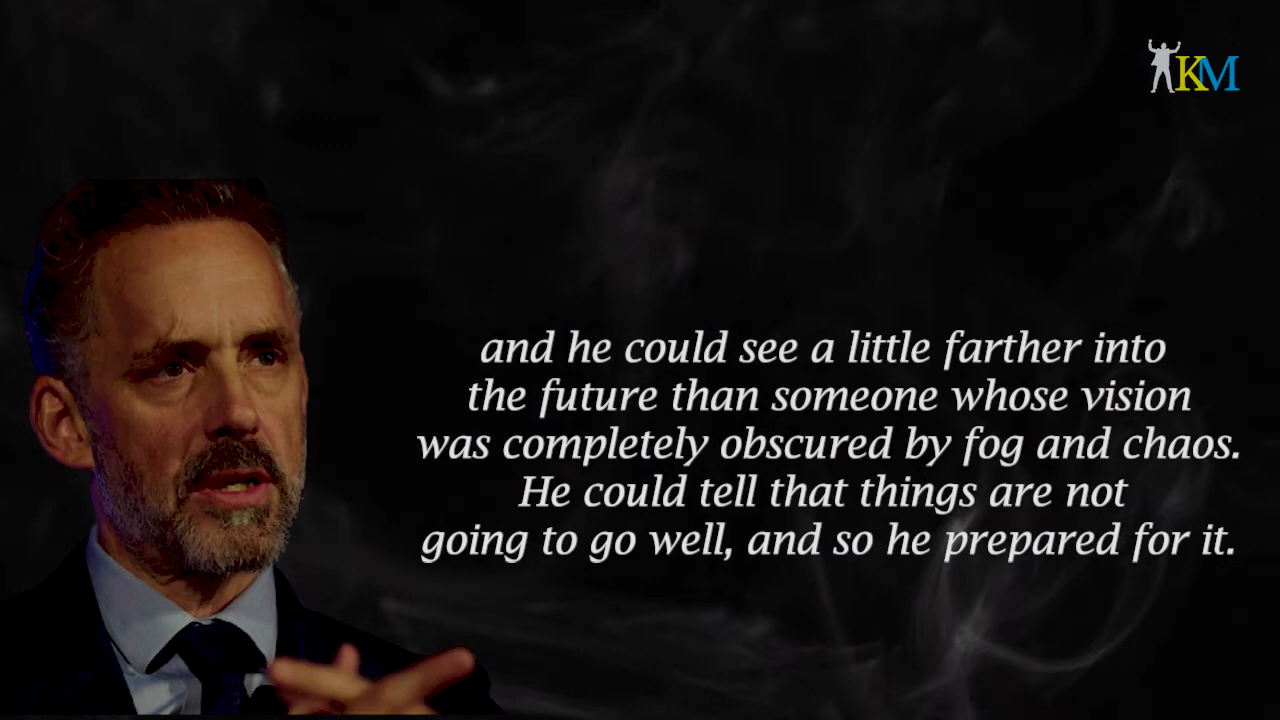 KM
and he could see a little farther into
the future than someone whose vision
was completely obscured by fog and chaos.
He could tell that things are not
going to go well, and so he prepared for it.